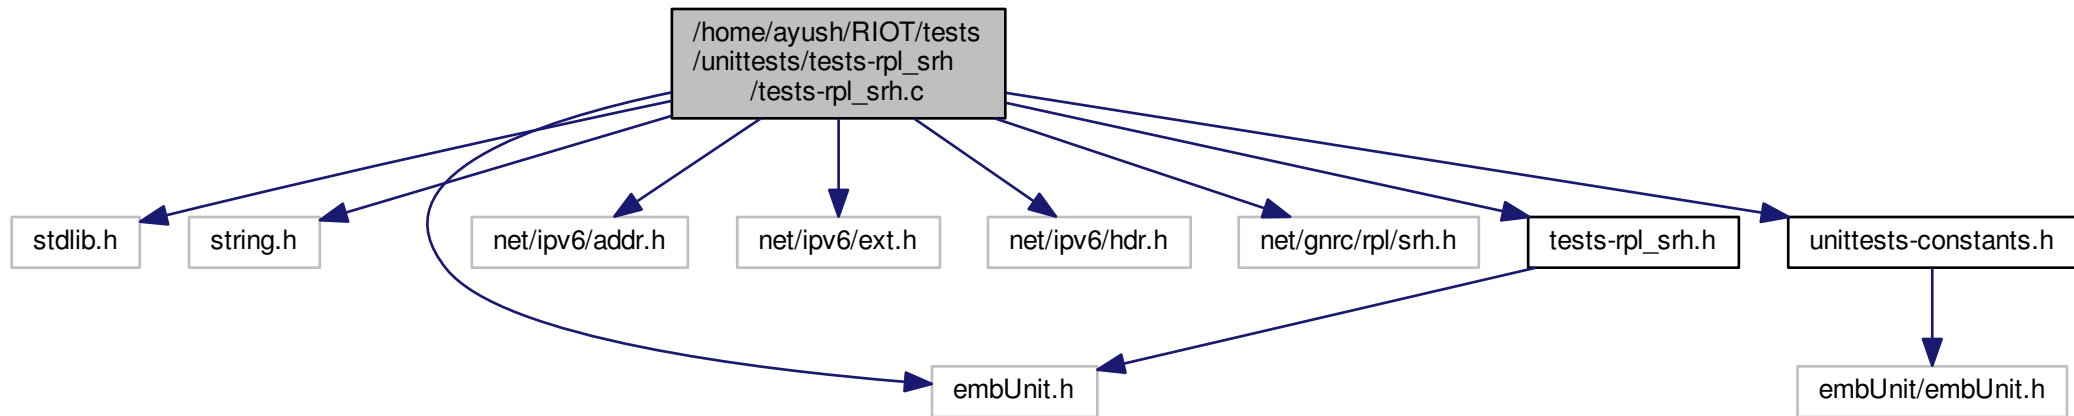 /home/ayush/RIOT/tests
/unittests/tests-rpl_srh
/tests-rpl_srh.c
stdlib.h
string.h
net/ipv6/addr.h
net/ipv6/ext.h
net/ipv6/hdr.h
net/gnrc/rpl/srh.h
tests-rpl_srh.h
unittests-constants.h
embUnit.h
embUnit/embUnit.h